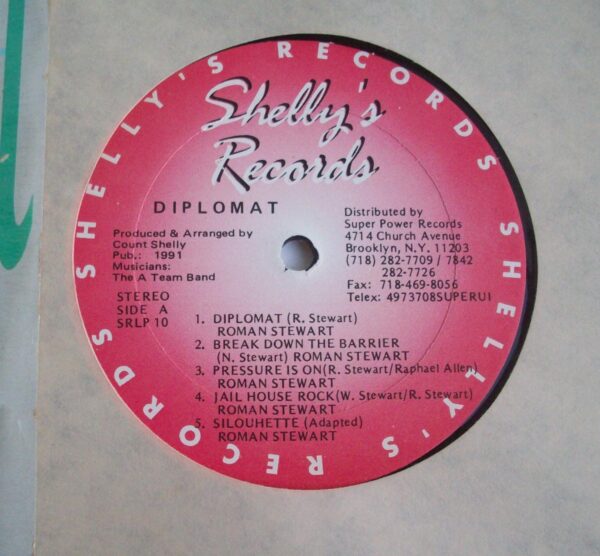 SHELLY'S RECORDS SHELLY'S RECORDS
Shelly's
Records
DIPLOMAT
Produced & Arranged by
Count Shelly
Pub.: 1991
Musicians:
The A Team Band
STEREO
SIDE A
SRLP 10
Distributed by
Super Power Records
4714 Church Avenue
Brooklyn, N.Y. 11203
(718) 282-7709 / 7842
282-7726
Fax: 718-469-8056
Telex: 4973708SUPERUI
1. DIPLOMAT (R. Stewart)
ROMAN STEWART
2. BREAK DOWN THE BARRIER
(N. Stewart) ROMAN STEWART
3. PRESSURE IS ON(R. Stewart/Raphael Allen)
ROMAN STEWART
4. JAIL HOUSE ROCK(W. Stewart/R. Stewart)
ROMAN STEWART
5. SILOUHETTE (Adapted)
ROMAN STEWART